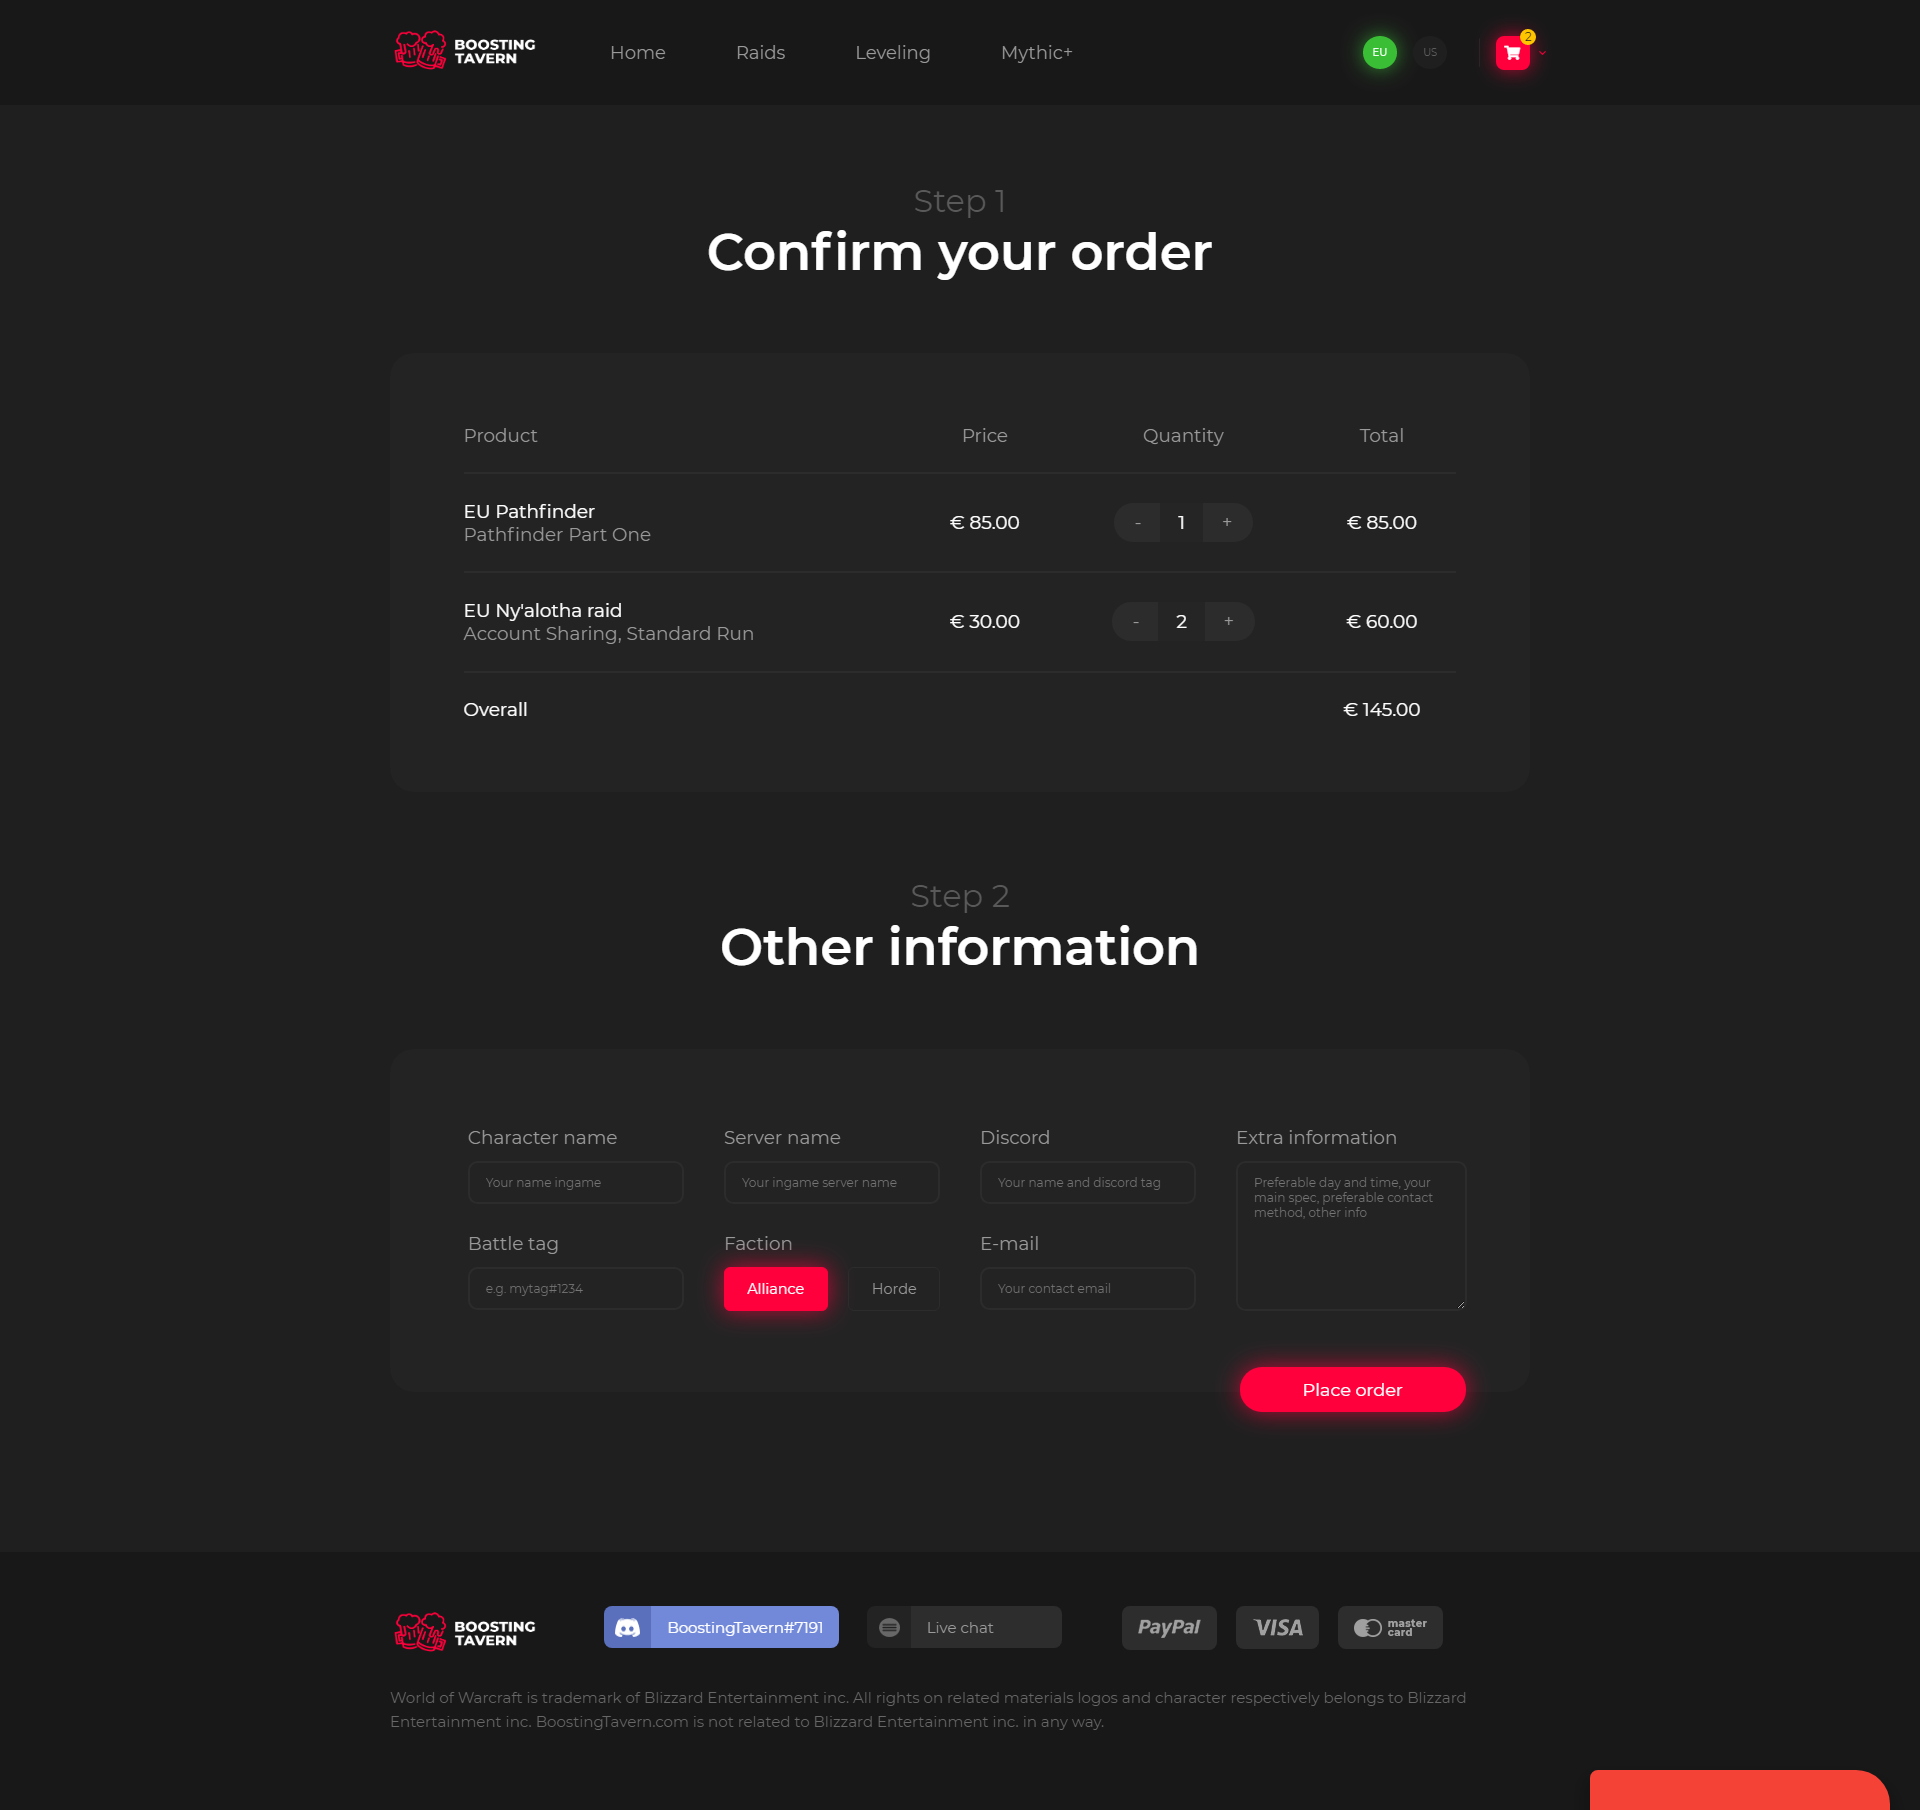 BOOSTING
TAVERN
Home
Raids
Leveling
Mythic+
EU
US
2
Step 1
Confirm your order
Product
Price
Quantity
Total
EU Pathfinder
Pathfinder Part One
€ 85.00
- 1 +
€ 85.00
EU Ny'alotha raid
Account Sharing, Standard Run
€ 30.00
- 2 +
€ 60.00
Overall
€ 145.00
Step 2
Other information
Character name
Your name ingame
Server name
Your ingame server name
Discord
Your name and discord tag
Extra information
Preferable day and time, your
main spec, preferable contact
method, other info
Battle tag
e.g. mytag#1234
Faction
Alliance
Horde
E-mail
Your contact email
Place order
BOOSTING
TAVERN
BoostingTavern#7191
Live chat
PayPal
VISA
master
card
World of Warcraft is trademark of Blizzard Entertainment inc. All rights on related materials logos and character respectively belongs to Blizzard
Entertainment inc. BoostingTavern.com is not related to Blizzard Entertainment inc. in any way.